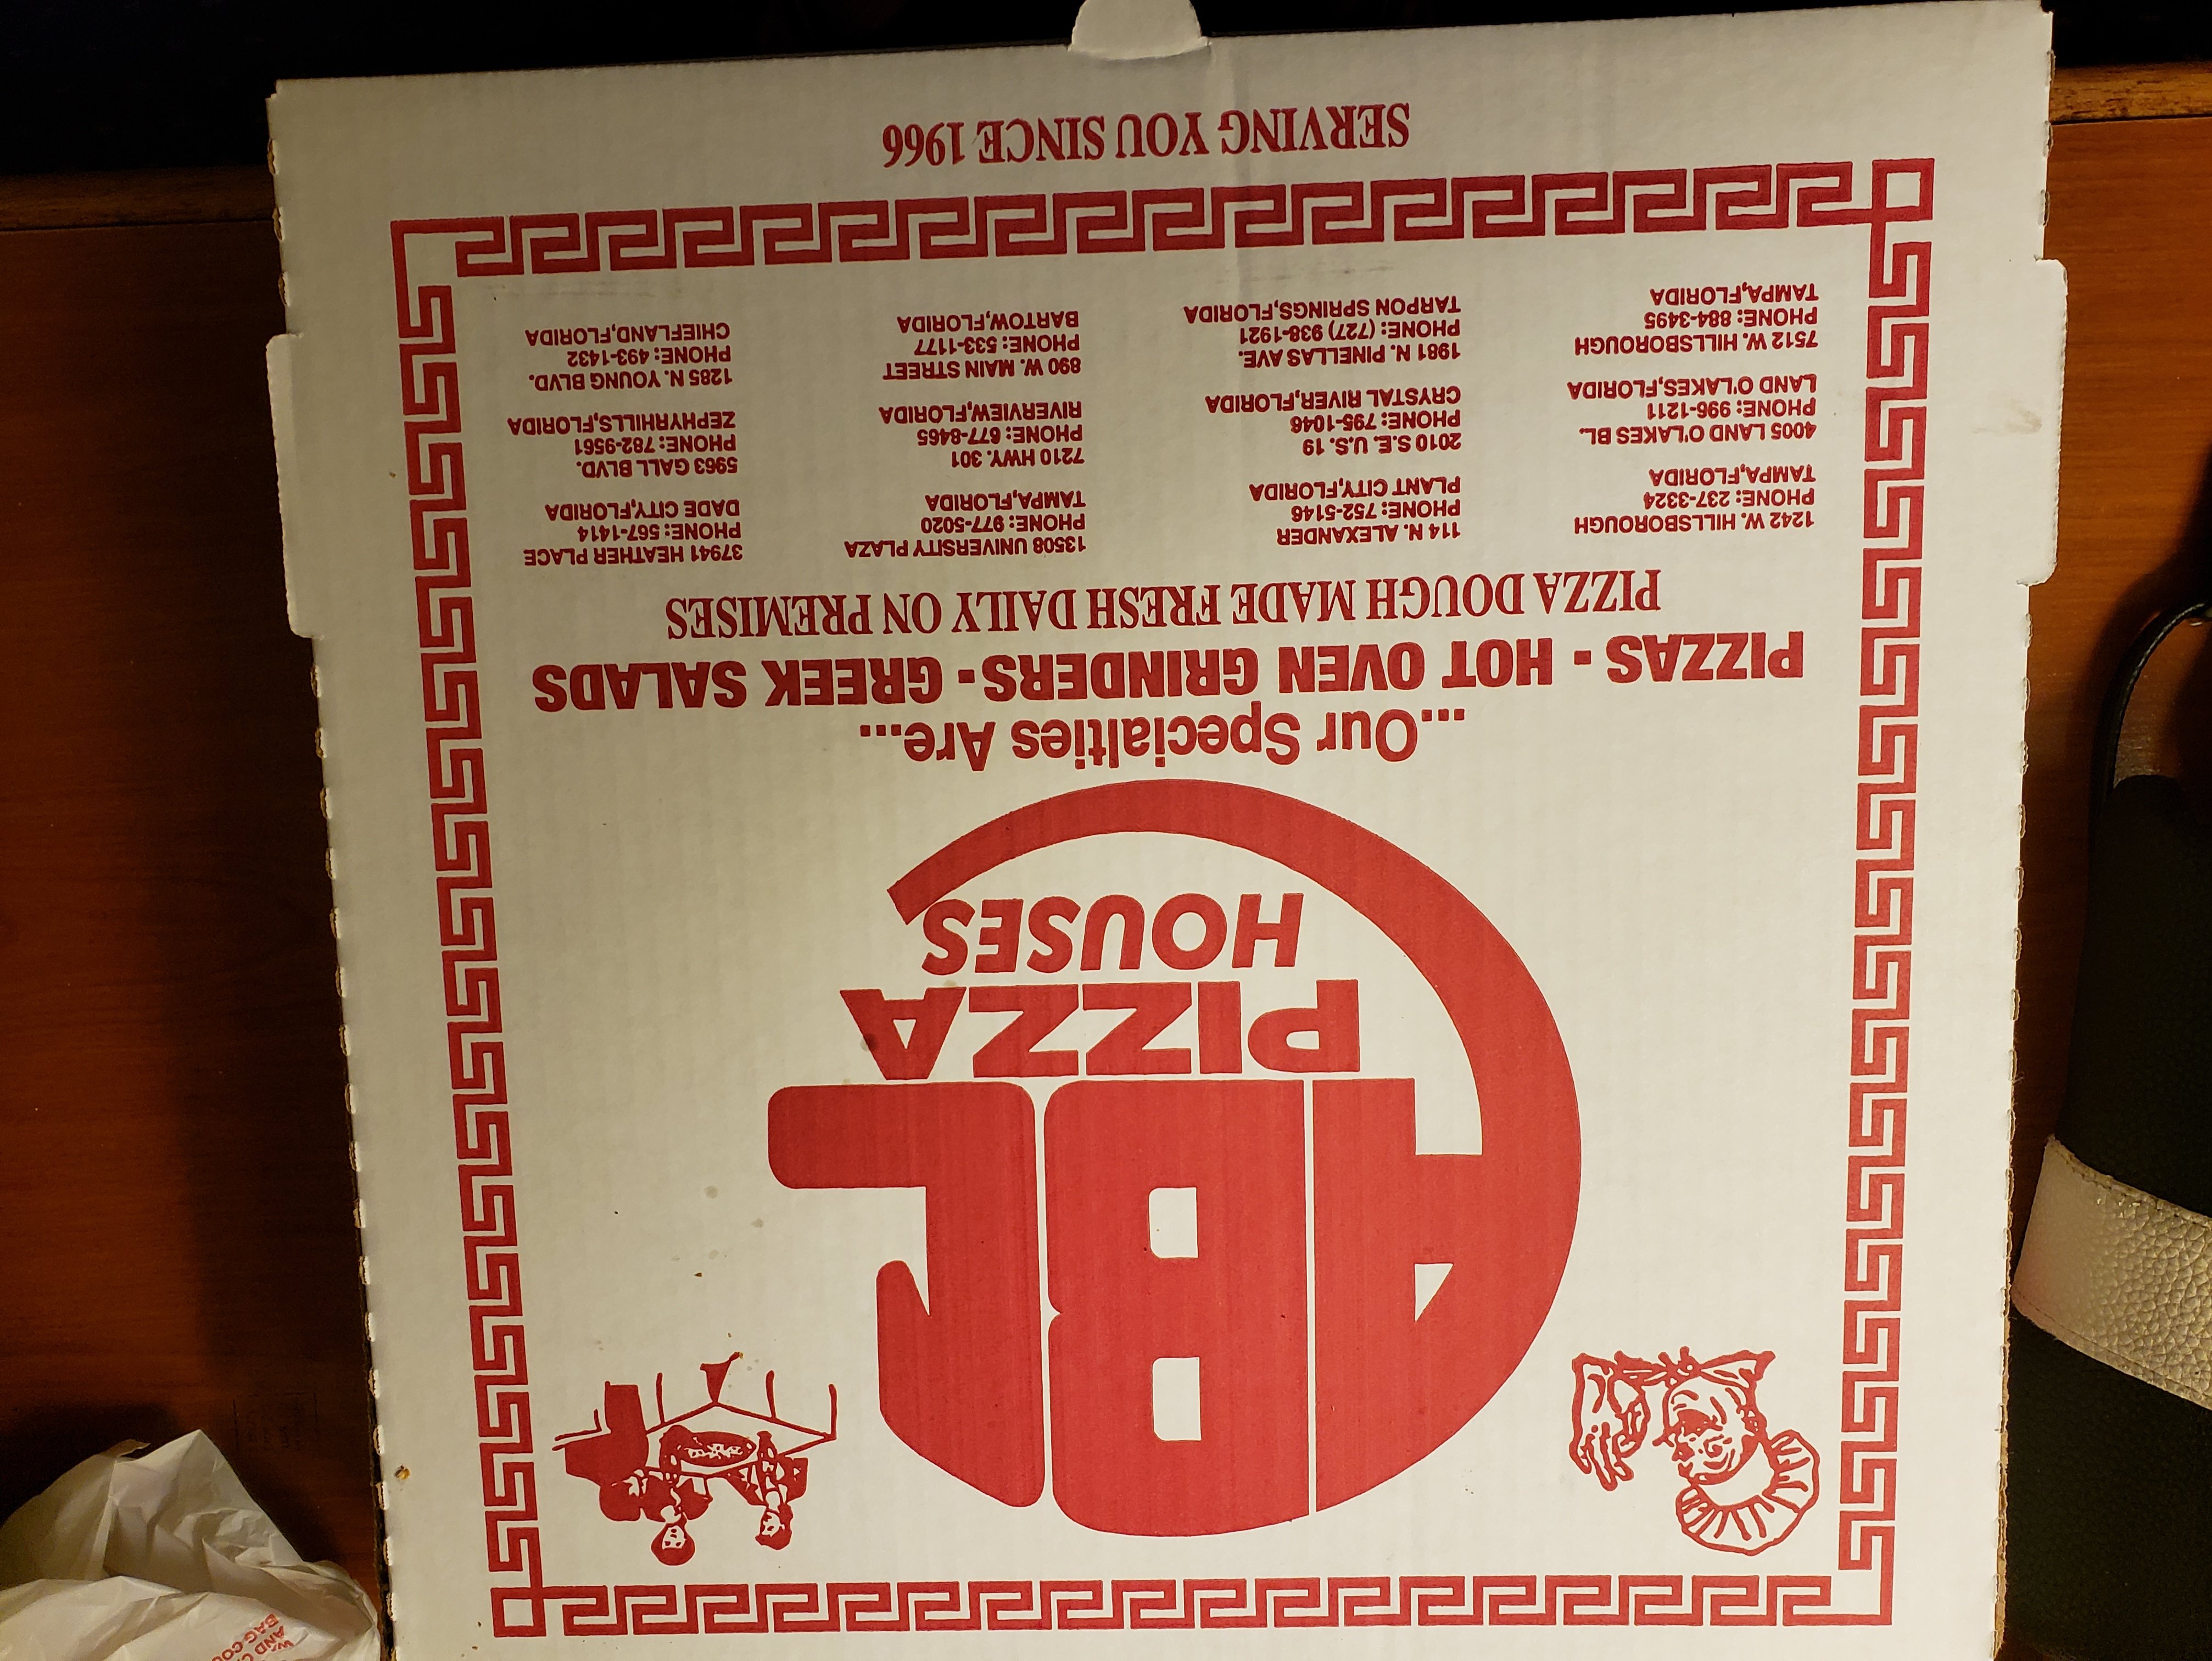 ABC
PIZZA
HOUSES
...Our Specialties Are...
PIZZAS - HOT OVEN GRINDERS - GREEK SALADS
PIZZA DOUGH MADE FRESH DAILY ON PREMISES
1242 W. HILLSBOROUGH
PHONE: 237-3324
TAMPA,FLORIDA
4005 LAND O'LAKES BL.
PHONE: 996-1211
LAND O'LAKES,FLORIDA
7512 W. HILLSBOROUGH
PHONE: 884-3495
TAMPA,FLORIDA
114 N. ALEXANDER
PHONE: 752-5146
PLANT CITY,FLORIDA
2010 S.E. U.S. 19
PHONE: 795-1046
CRYSTAL RIVER,FLORIDA
1981 N. PINELLAS AVE.
PHONE: (727) 938-1921
TARPON SPRINGS,FLORIDA
13508 UNIVERSITY PLAZA
PHONE: 977-5020
TAMPA,FLORIDA
7210 HWY. 301
PHONE: 677-8465
RIVERVIEW,FLORIDA
890 W. MAIN STREET
PHONE: 533-1177
BARTOW,FLORIDA
37941 HEATHER PLACE
PHONE: 567-1414
DADE CITY,FLORIDA
5963 GALL BLVD.
PHONE: 782-9561
ZEPHYRHILLS,FLORIDA
1285 N. YOUNG BLVD.
PHONE: 493-1432
CHIEFLAND,FLORIDA
SERVING YOU SINCE 1966
AND
BAG